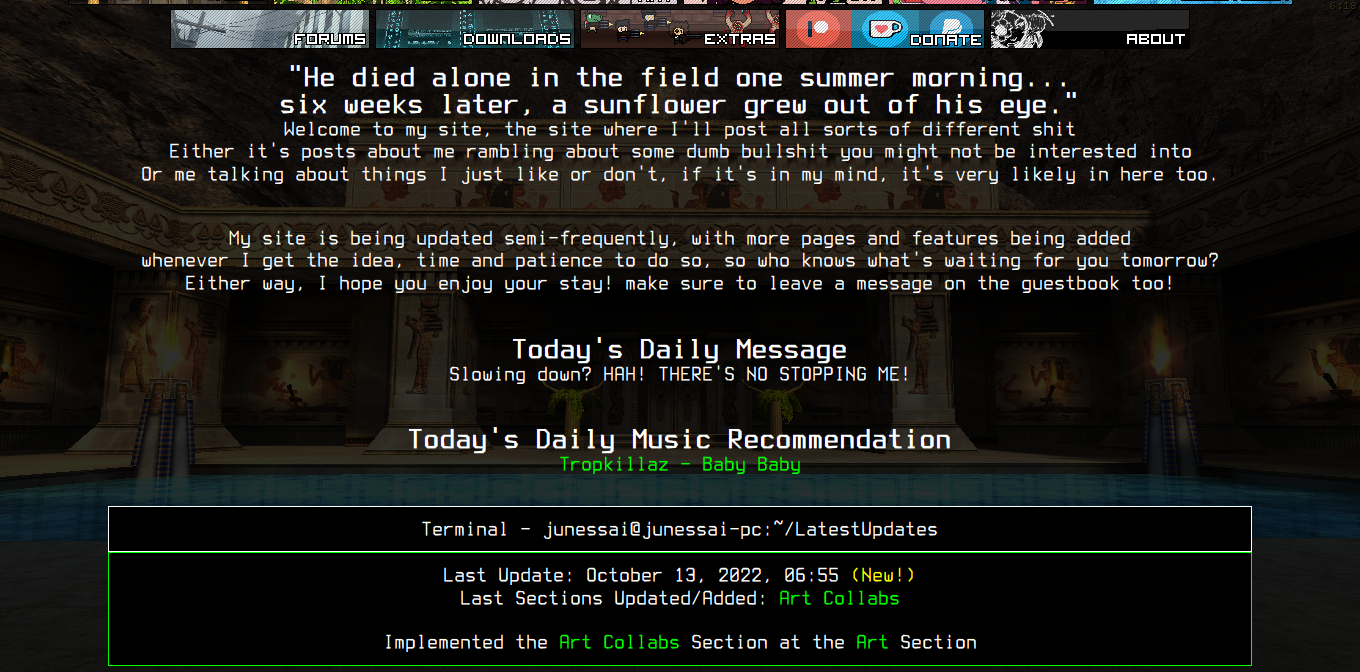 6:18
FORUMS
DOWNLOADS
EXTRAS
DONATE
ABOUT
"He died alone in the field one summer morning...
six weeks later, a sunflower grew out of his eye."
Welcome to my site, the site where I'll post all sorts of different shit
Either it's posts about me rambling about some dumb bullshit you might not be interested into
Or me talking about things I just like or don't, if it's in my mind, it's very likely in here too.
My site is being updated semi-frequently, with more pages and features being added
whenever I get the idea, time and patience to do so, so who knows what's waiting for you tomorrow?
Either way, I hope you enjoy your stay! make sure to leave a message on the guestbook too!
Today's Daily Message
Slowing down? HAH! THERE'S NO STOPPING ME!
Today's Daily Music Recommendation
Tropkillaz - Baby Baby
Terminal - junessai@junessai-pc:~/LatestUpdates
Last Update: October 13, 2022, 06:55 (New!)
Last Sections Updated/Added: Art Collabs
Implemented the Art Collabs Section at the Art Section